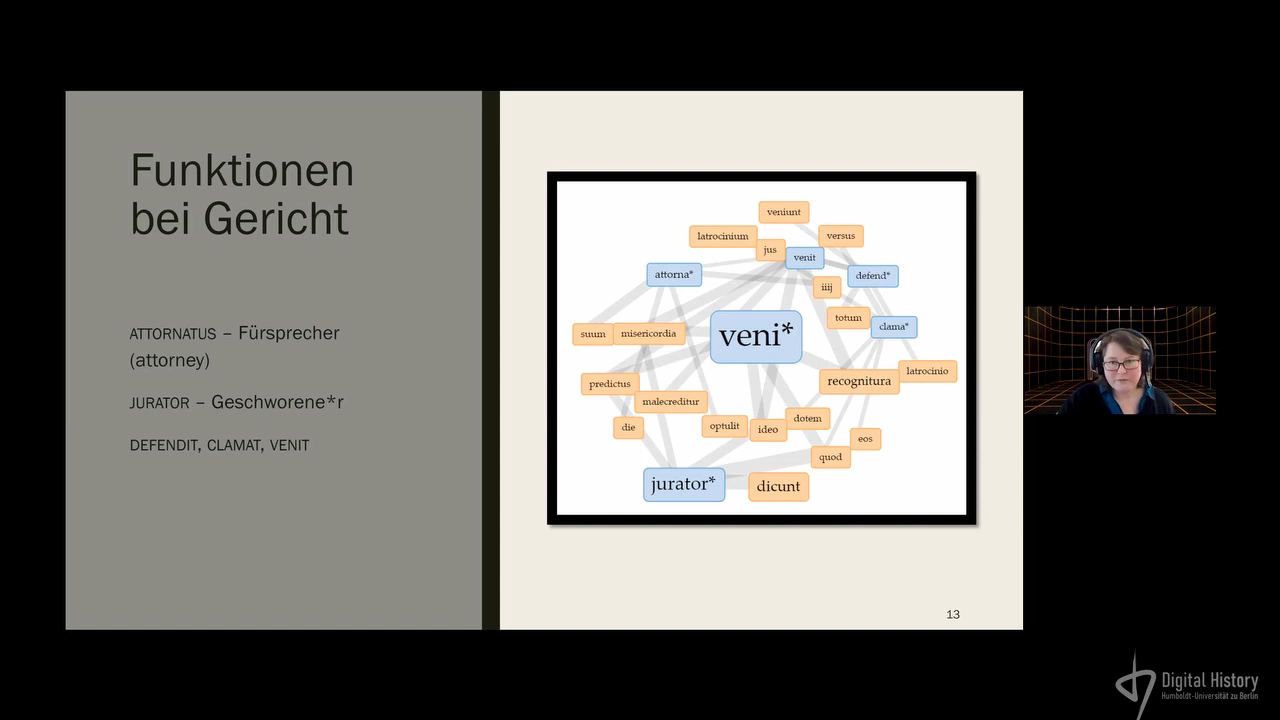 Funktionen
bei Gericht
ATTORNATUS – Fürsprecher
(attorney)
JURATOR – Geschworene*r
DEFENDIT, CLAMAT, VENIT
veniunt
latrocinium
versus
jus
venit
attorna*
defend*
iiij
totum
clama*
suum
misericordia
veni*
latrocinio
recognitura
predictus
malecreditur
die
optulit
ideo
dotem
eos
quod
jurator*
dicunt
13
Digital History
Humboldt-Universität zu Berlin